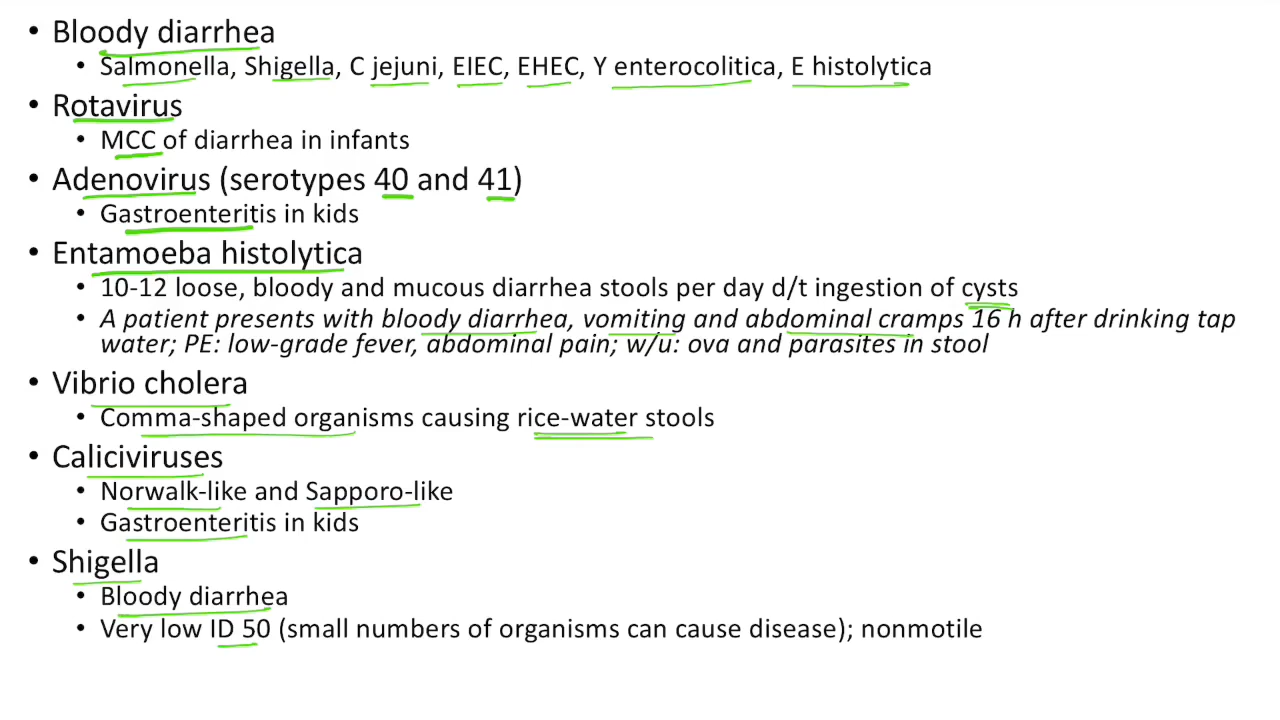 • Bloody diarrhea
• Salmonella, Shigella, C jejuni, EIEC, EHEC, Y enterocolitica, E histolytica
• Rotavirus
• MCC of diarrhea in infants
• Adenovirus (serotypes 40 and 41)
• Gastroenteritis in kids
• Entamoeba histolytica
• 10-12 loose, bloody and mucous diarrhea stools per day d/t ingestion of cysts
• A patient presents with bloody diarrhea, vomiting and abdominal cramps 16 h after drinking tap
water; PE: low-grade fever, abdominal pain; w/u: ova and parasites in stool
• Vibrio cholera
• Comma-shaped organisms causing rice-water stools
• Caliciviruses
• Norwalk-like and Sapporo-like
• Gastroenteritis in kids
• Shigella
• Bloody diarrhea
• Very low ID 50 (small numbers of organisms can cause disease); nonmotile